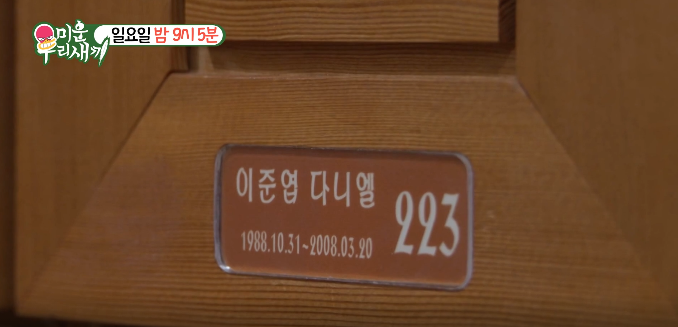 미운
우리새끼
일요일 밤 9시 5분
이준엽 다니엘
1988.10.31~2008.03.20
223